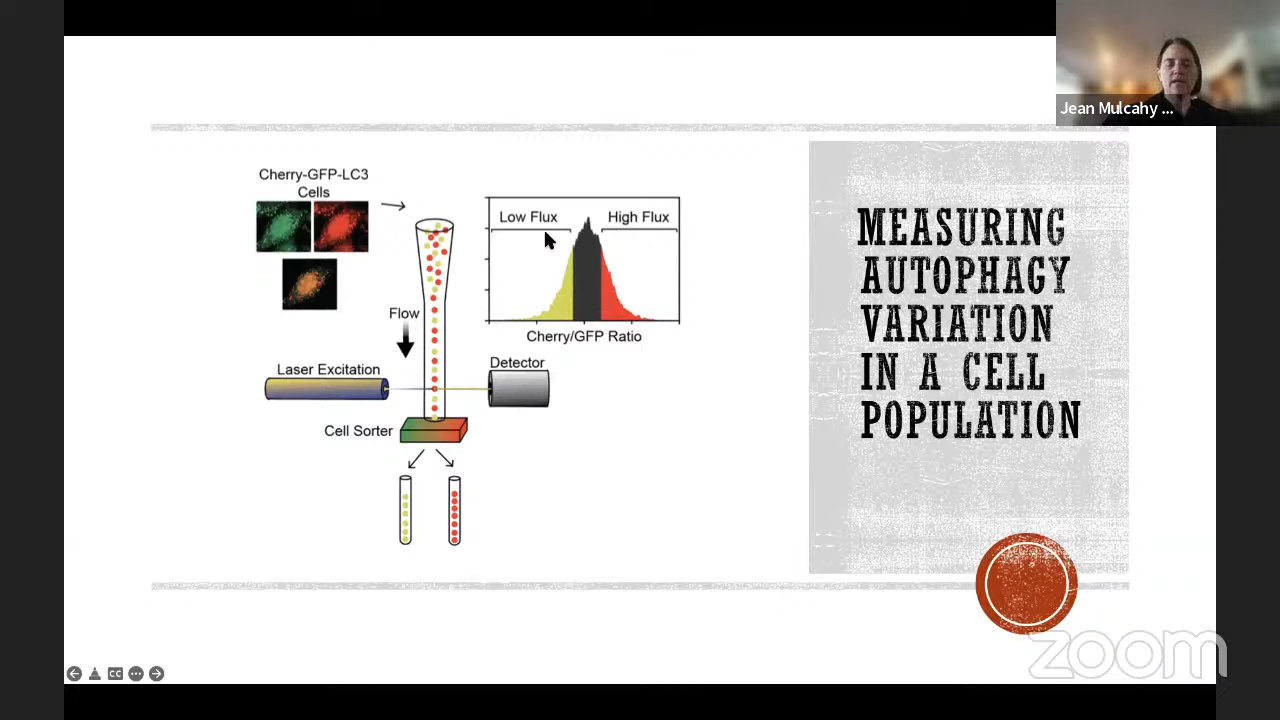 Jean Mulcahy ...
Cherry-GFP-LC3
Cells
Low Flux
High Flux
Cherry/GFP Ratio
Flow
Laser Excitation
Detector
Cell Sorter
MEASURING
AUTOPHAGY
VARIATION
IN A CELL
POPULATION
CC
zoom